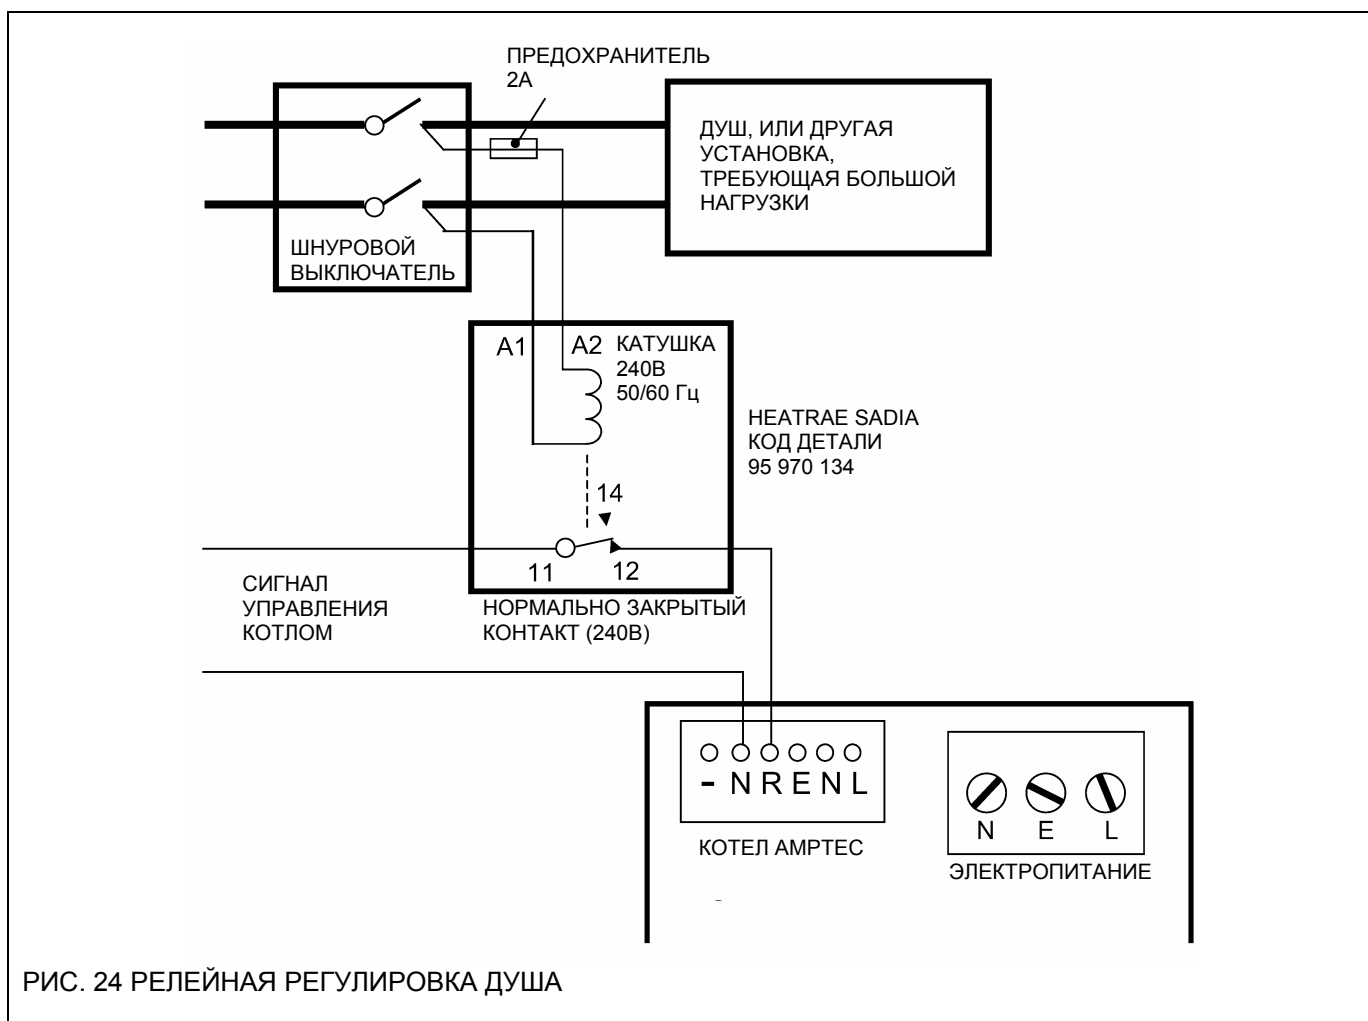 ПРЕДОХРАНИТЕЛЬ
2А
ДУШ, ИЛИ ДРУГАЯ
УСТАНОВКА,
ТРЕБУЮЩАЯ БОЛЬШОЙ
НАГРУЗКИ
ШНУРОВОЙ
ВЫКЛЮЧАТЕЛЬ
A1
A2
КАТУШКА
240В
50/60 Гц
HEATRAE SADIA
КОД ДЕТАЛИ
95 970 134
14
11
12
СИГНАЛ
УПРАВЛЕНИЯ
КОТЛОМ
НОРМАЛЬНО ЗАКРЫТЫЙ
КОНТАКТ (240В)
- N R E N L
КОТЕЛ АМРТЕС
N E L
ЭЛЕКТРОПИТАНИЕ
РИС. 24 РЕЛЕЙНАЯ РЕГУЛИРОВКА ДУША